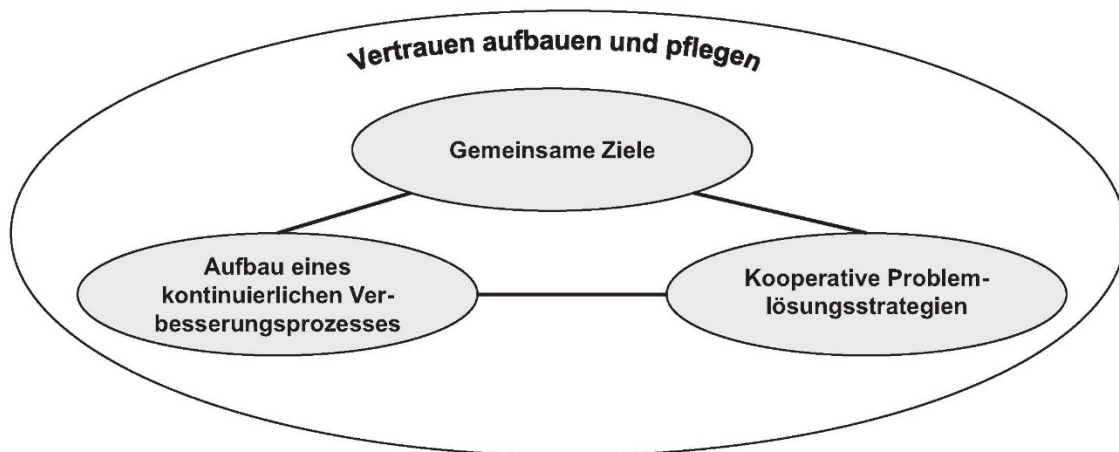 Vertrauen aufbauen und pflegen
Gemeinsame Ziele
Aufbau eines
kontinuierlichen Ver-
besserungsprozesses
Kooperative Problem-
lösungsstrategien